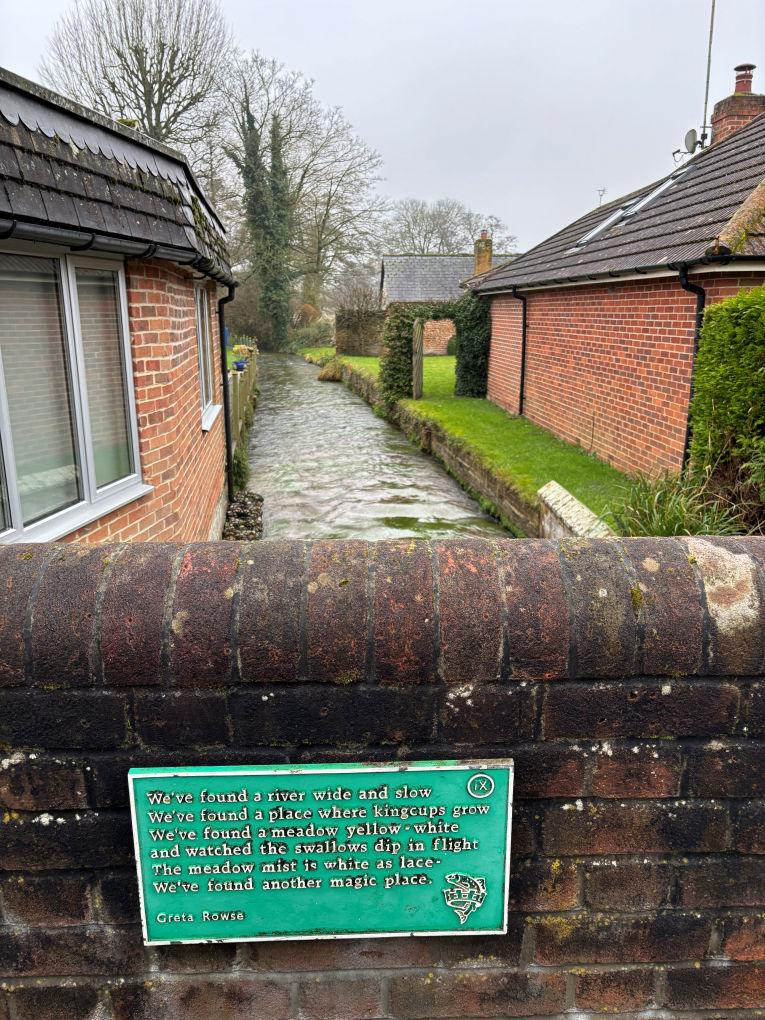 iX
We've found a river wide and slow
We've found a place where kingcups grow
We've found a meadow yellow-white
and watched the swallows dip in flight
The meadow mist is white as lace-
We've found another magic place.
Greta Rowse